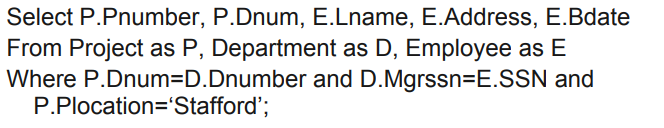 Select P.Pnumber, P.Dnum, E.Lname, E.Address, E.Bdate
From Project as P, Department as D, Employee as E
Where P.Dnum=D.Dnumber and D.Mgrssn=E.SSN and
P.Plocation=‘Stafford’;